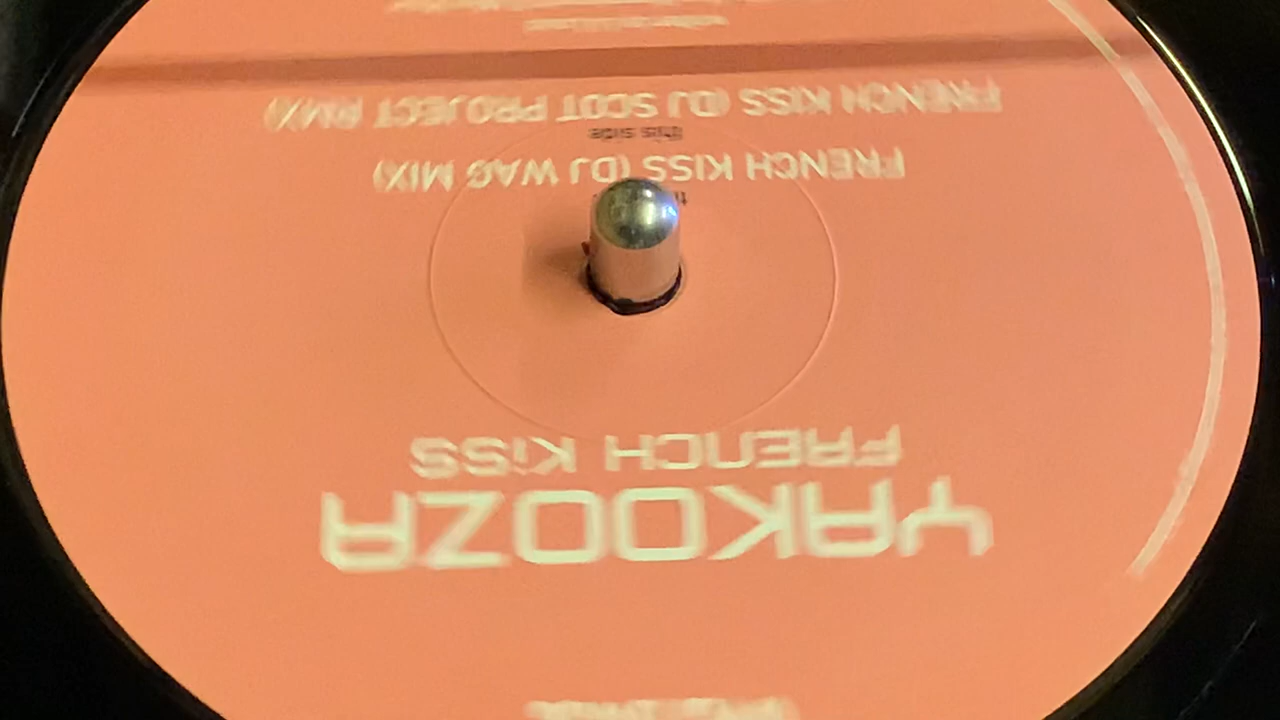 YAKOOZA
FRENCH KISS
FRENCH KISS (DJ WAG MIX)
this side
FRENCH KISS (DJ SCOT PROJECT RMX)